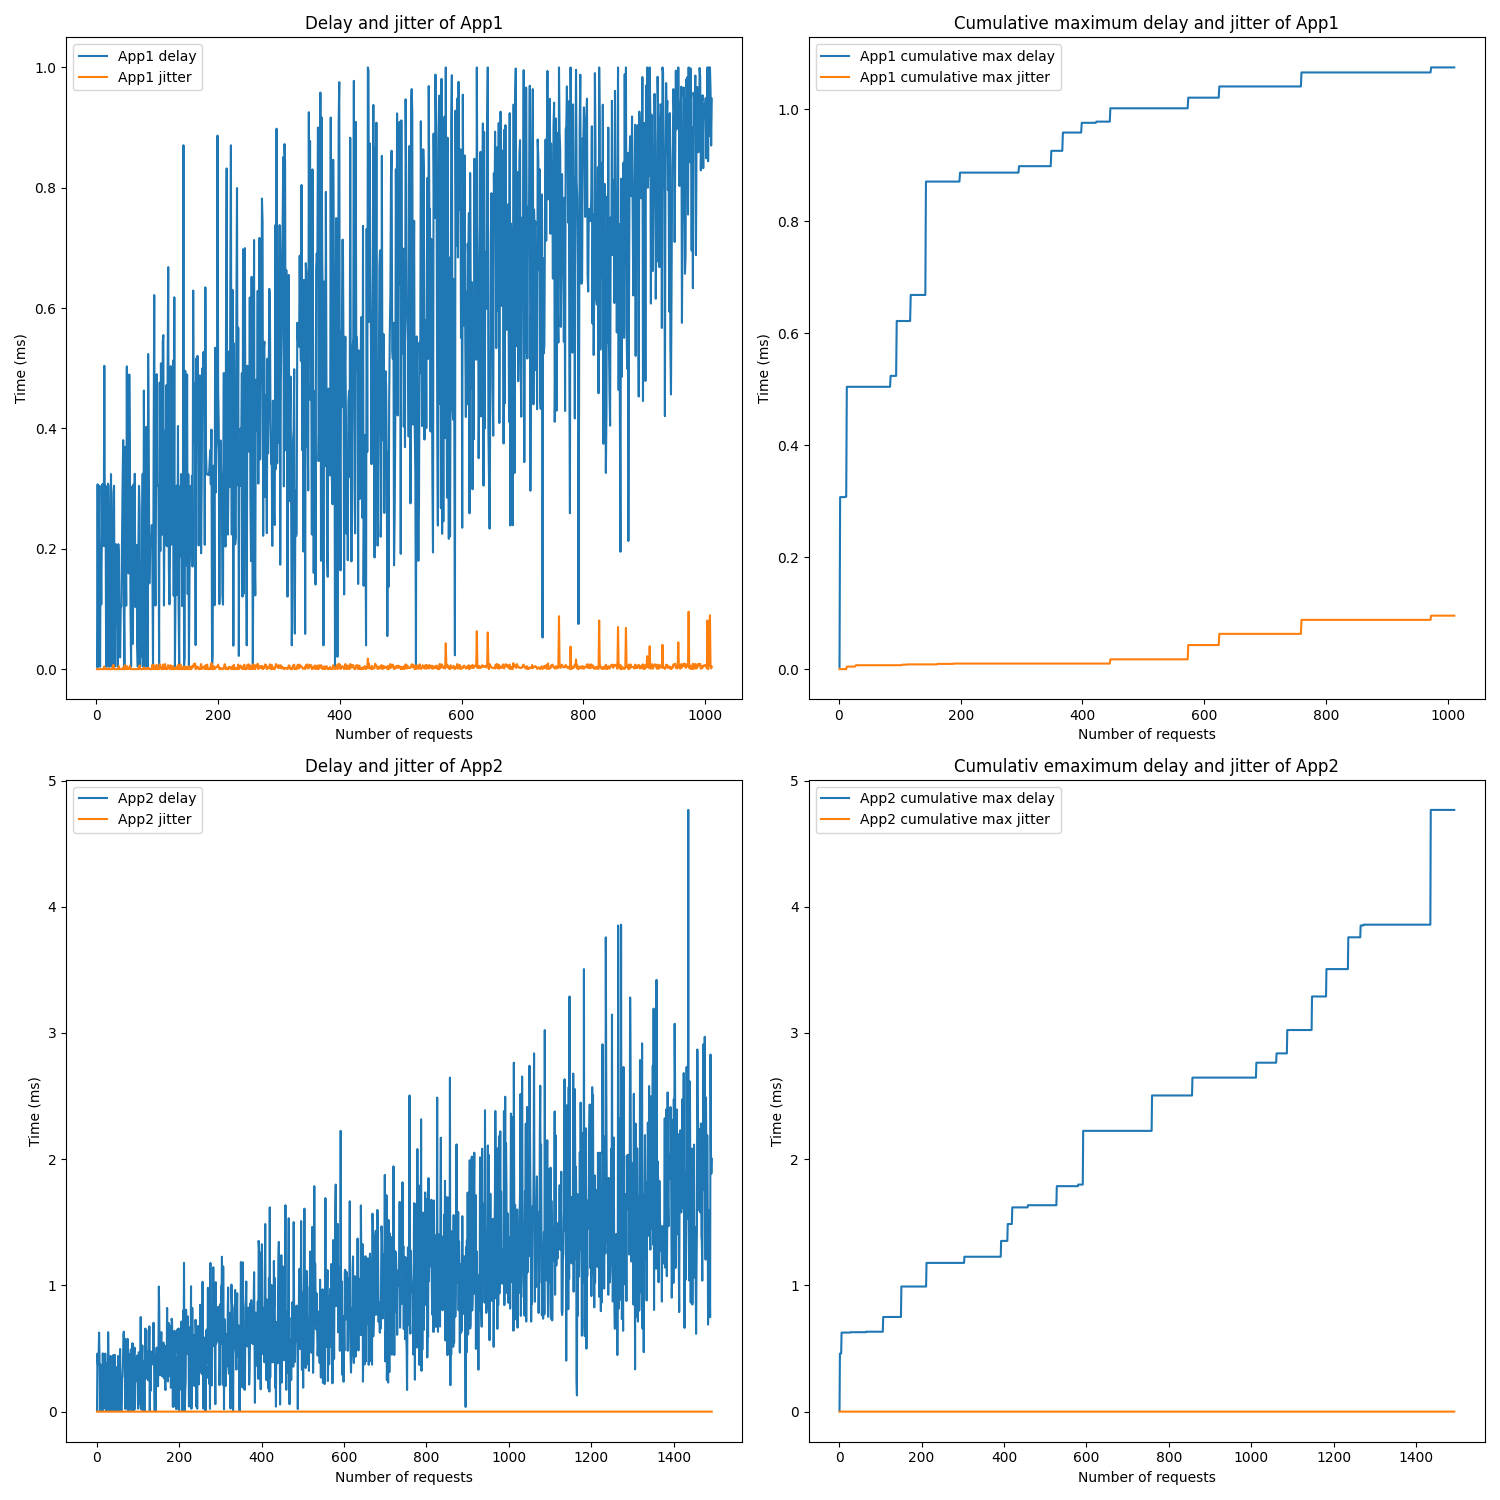 Delay and jitter of App1
App1 delay
App1 jitter
1.0
0.8
0.6
0.4
0.2
0.0
Time (ms)
0 200 400 600 800 1000
Number of requests
Cumulative maximum delay and jitter of App1
App1 cumulative max delay
App1 cumulative max jitter
1.0
0.8
0.6
0.4
0.2
0.0
Time (ms)
0 200 400 600 800 1000
Number of requests
Delay and jitter of App2
App2 delay
App2 jitter
5
4
3
2
1
0
Time (ms)
0 200 400 600 800 1000 1200 1400
Number of requests
Cumulativ emaximum delay and jitter of App2
App2 cumulative max delay
App2 cumulative max jitter
5
4
3
2
1
0
Time (ms)
0 200 400 600 800 1000 1200 1400
Number of requests